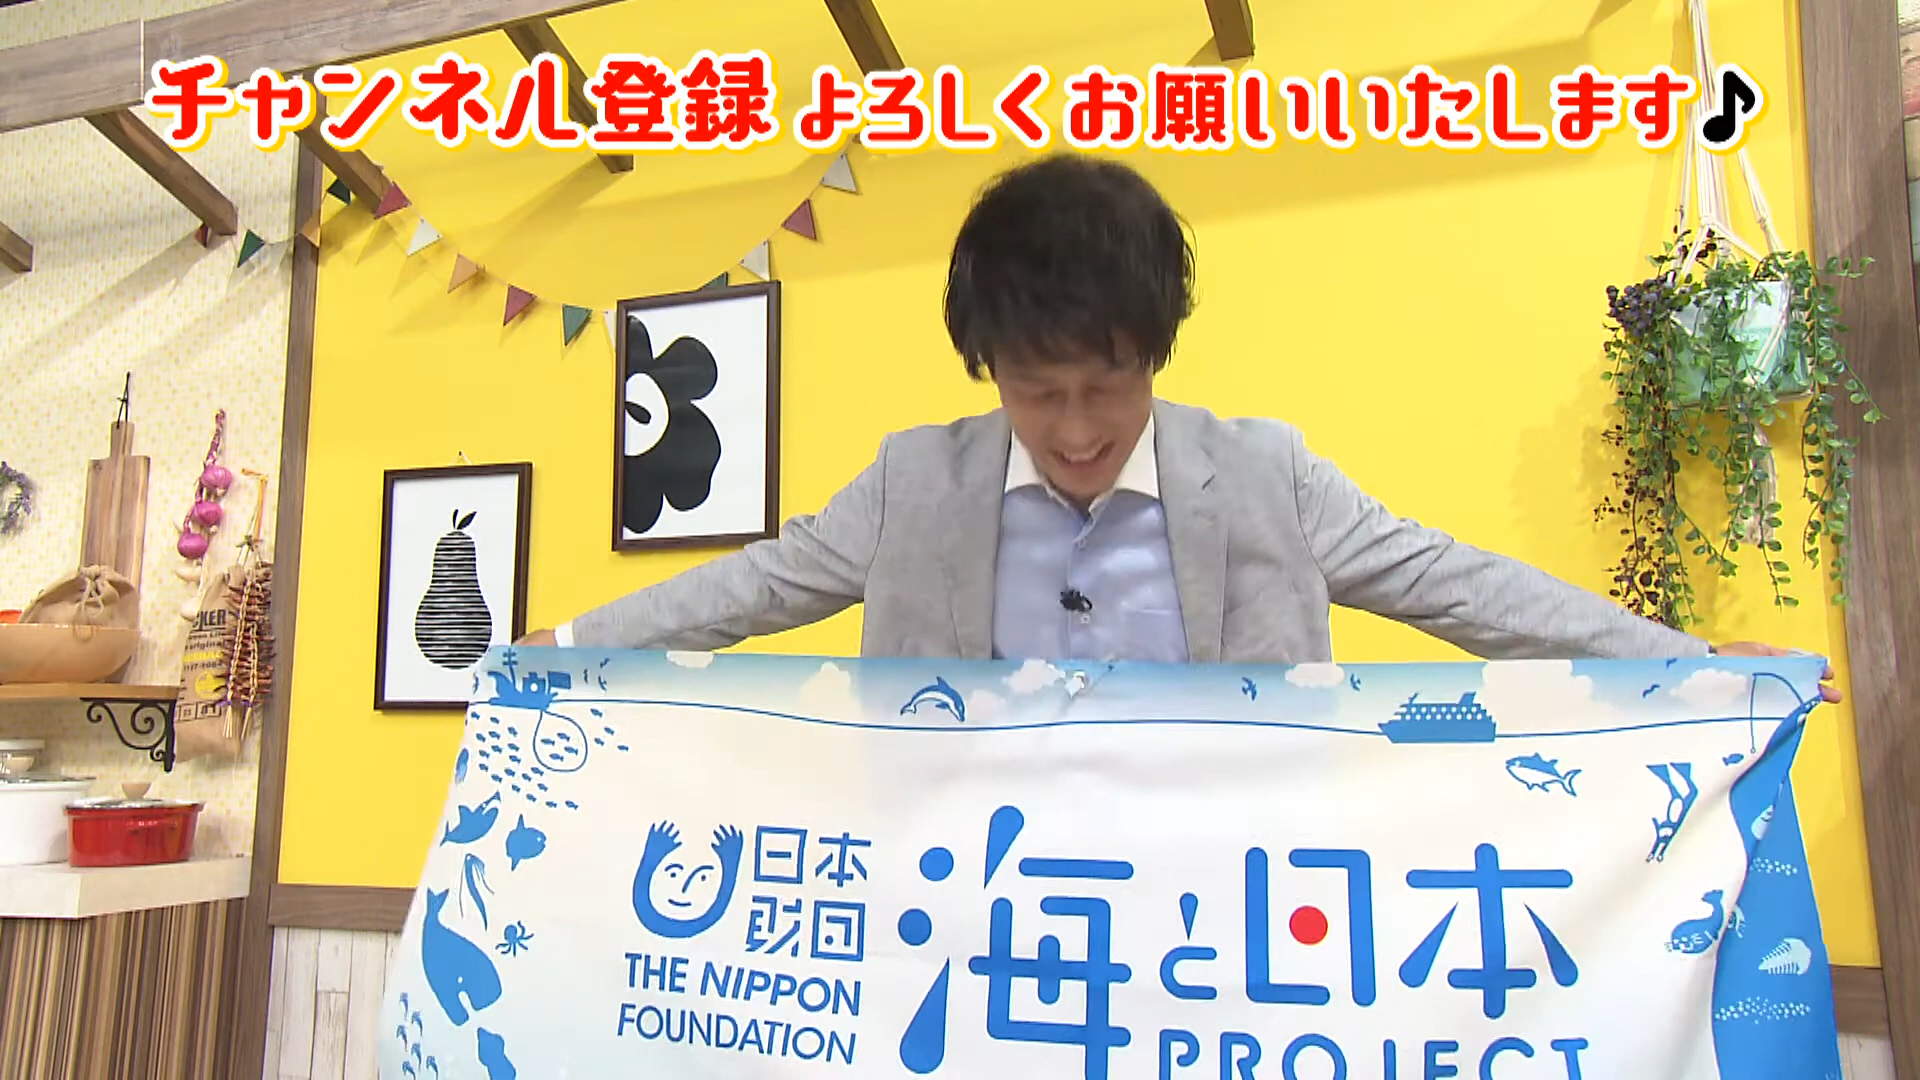 チャンネル登録 よろしくお願いいたします♪
日本
財団
THE NIPPON
FOUNDATION
海と日本
PROJECT